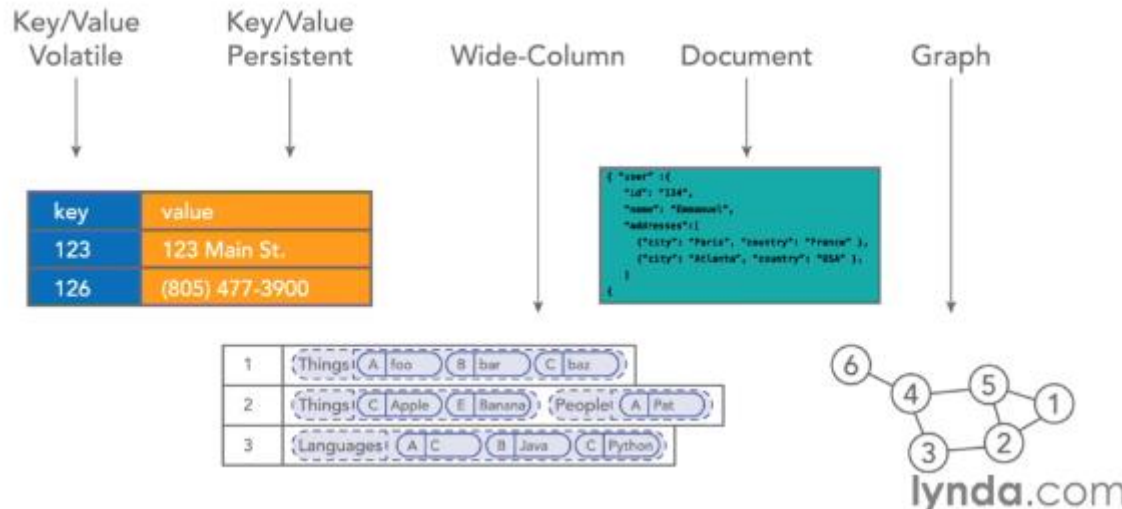 Key/Value
Volatile
Key/Value
Persistent
Wide-Column
Document
Graph
key value
123 123 Main St.
126 (805) 477-3900
{ "user" :{
"id": "124",
"name": "Emmanuel",
"addresses":[
{"city": "Paris", "country": "France" },
{"city": "Atlanta", "country": "USA" },
]
{
1 Things A foo B bar C baz
2 Things C Apple E Banana People A Pat
3 Languages A C B Java C Python
6
4
5
1
3
2
lynda.com